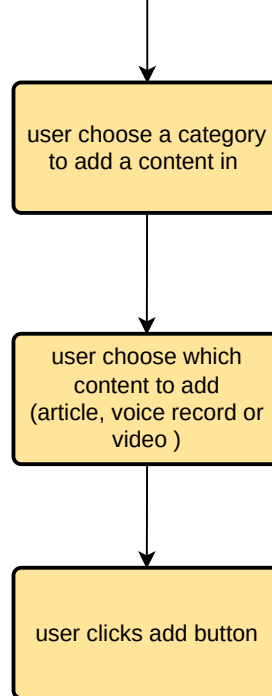 user choose a category
to add a content in
user choose which
content to add
(article, voice record or
video )
user clicks add button